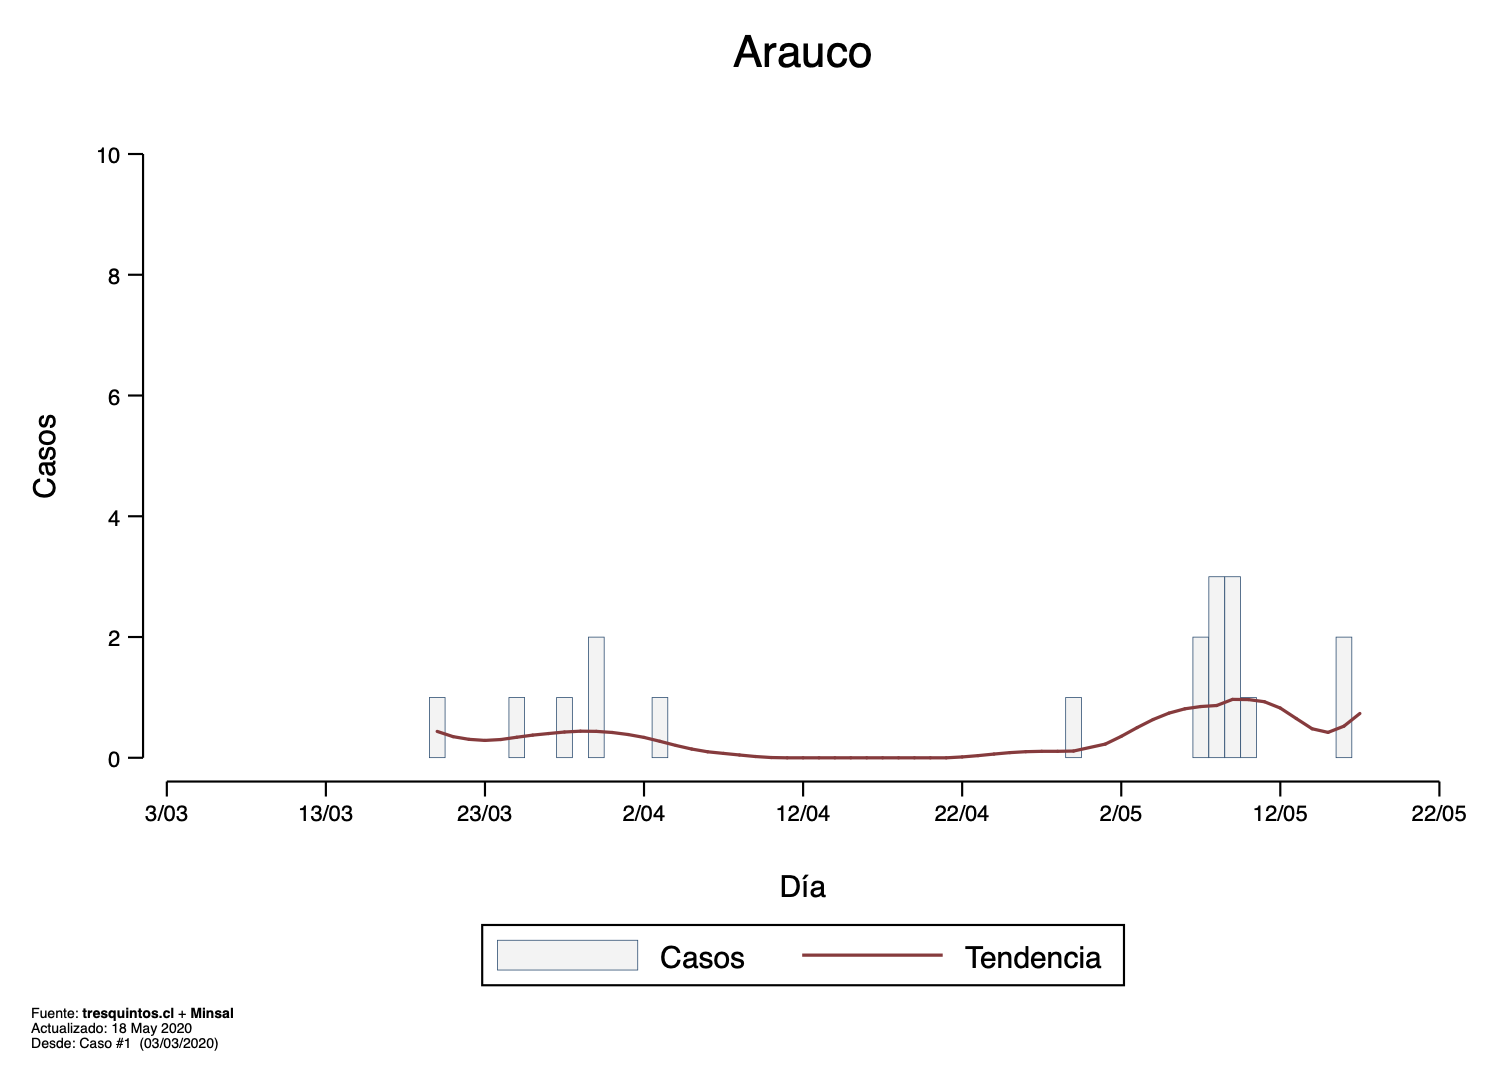 Arauco
10
8
6
4
2
0
Casos
3/03 13/03 23/03 2/04 12/04 22/04 2/05 12/05 22/05
Día
Casos Tendencia
Fuente: tresquintos.cl + Minsal
Actualizado: 18 May 2020
Desde: Caso #1 (03/03/2020)